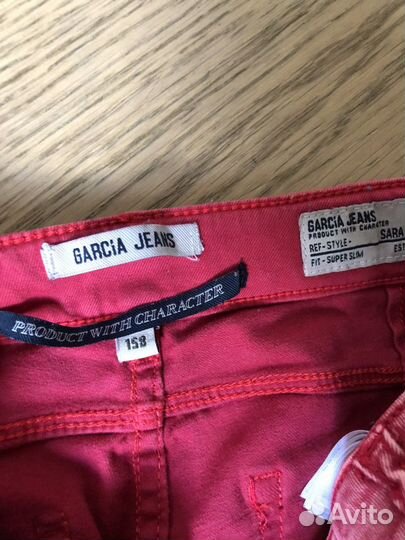 GARCIA JEANS
GARCIA JEANS
PRODUCT WITH CHARACTER
REF-STYLE- SARA
FIT - SUPER SLIM EST
PRODUCT WITH CHARACTER
158
Avito